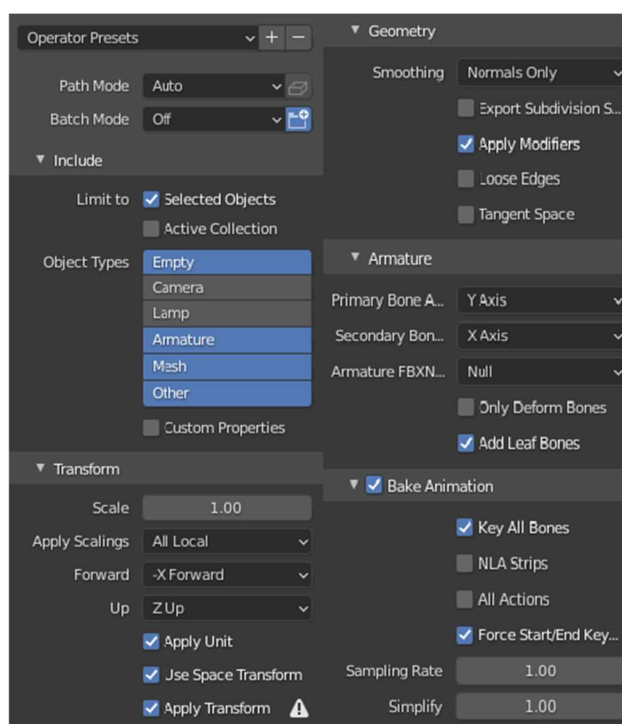 Operator Presets
Path Mode Auto
Batch Mode Off
Include
Limit to Selected Objects
Active Collection
Object Types Empty
Camera
Lamp
Armature
Mesh
Other
Custom Properties
Transform
Scale 1.00
Apply Scalings All Local
Forward -X Forward
Up Z Up
Apply Unit
Use Space Transform
Apply Transform
Geometry
Smoothing Normals Only
Export Subdivision S...
Apply Modifiers
Loose Edges
Tangent Space
Armature
Primary Bone A... Y Axis
Secondary Bon... X Axis
Armature FBXN... Null
Only Deform Bones
Add Leaf Bones
Bake Animation
Key All Bones
NLA Strips
All Actions
Force Start/End Key...
Sampling Rate 1.00
Simplify 1.00